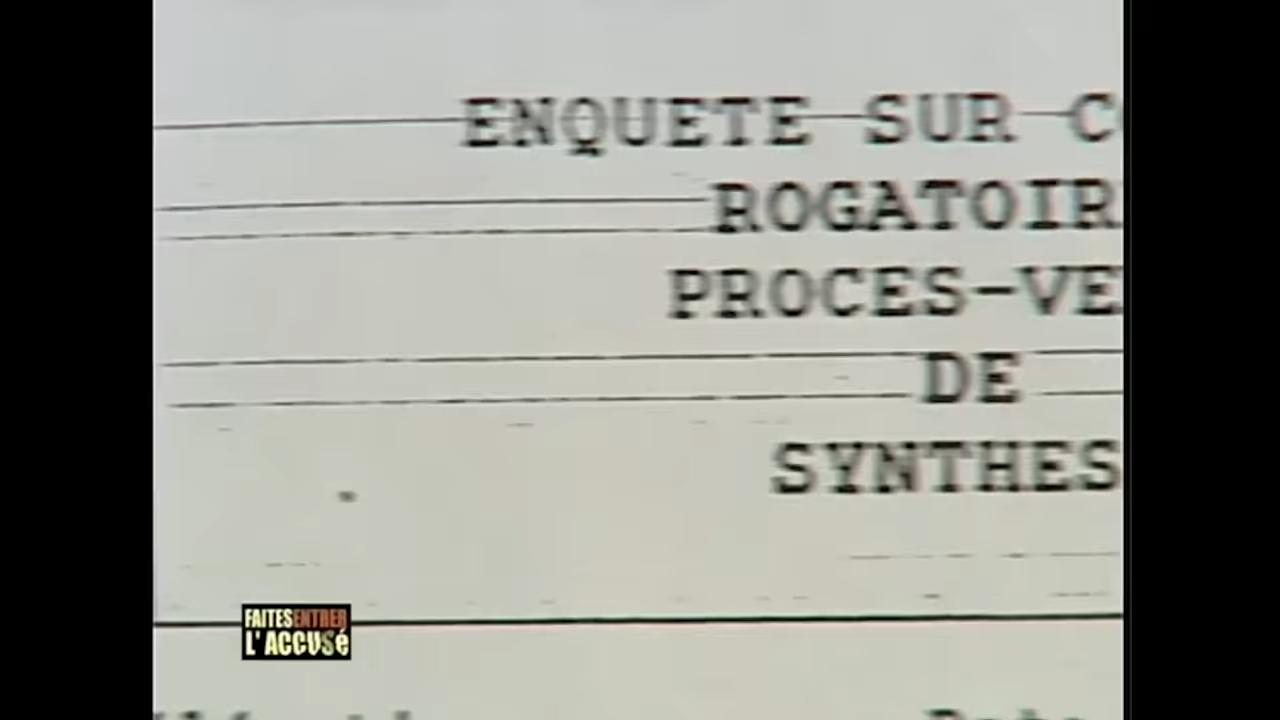 ENQUETE SUR C
ROGATOIR
PROCES-VE
DE
SYNTHES
FAITES ENTRER
L'ACCUSé